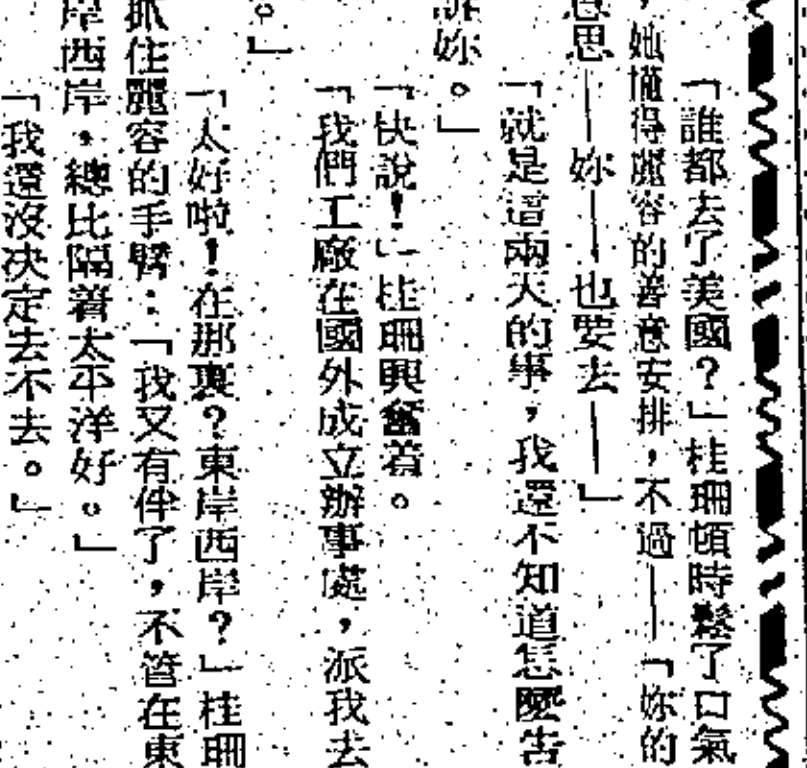 「誰都去了美國？」桂珊頓時鬆了口氣
，她懂得麗容的善意安排，不過——「妳的
意思——妳——也要去——」
「就是這兩天的事，我還不知道怎麼告
訴妳。」
「快說！」桂珊興奮着。
「我們工廠在國外成立辦事處，派我去
。」
「太好啦！在那裏？東岸西岸？」桂珊
抓住麗容的手臂：「我又有伴了，不管在東
岸西岸，總比隔着太平洋好。」
「我還沒決定去不去。」